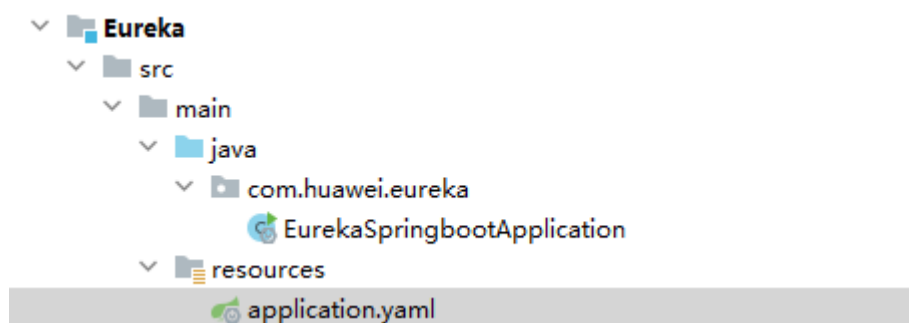 Eureka
src
main
java
com.huawei.eureka
EurekaSpringbootApplication
resources
application.yaml